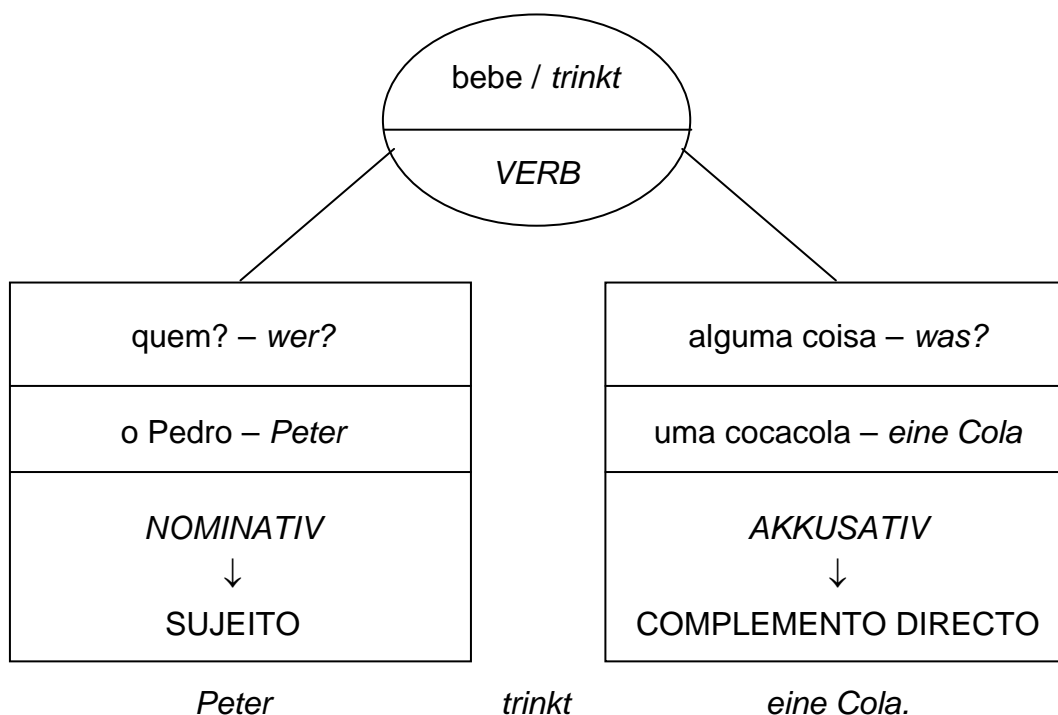 bebe / trinkt
VERB
quem? – wer?
o Pedro – Peter
NOMINATIV
↓
SUJEITO
alguma coisa – was?
uma cocacola – eine Cola
AKKUSATIV
↓
COMPLEMENTO DIRECTO
Peter trinkt eine Cola.